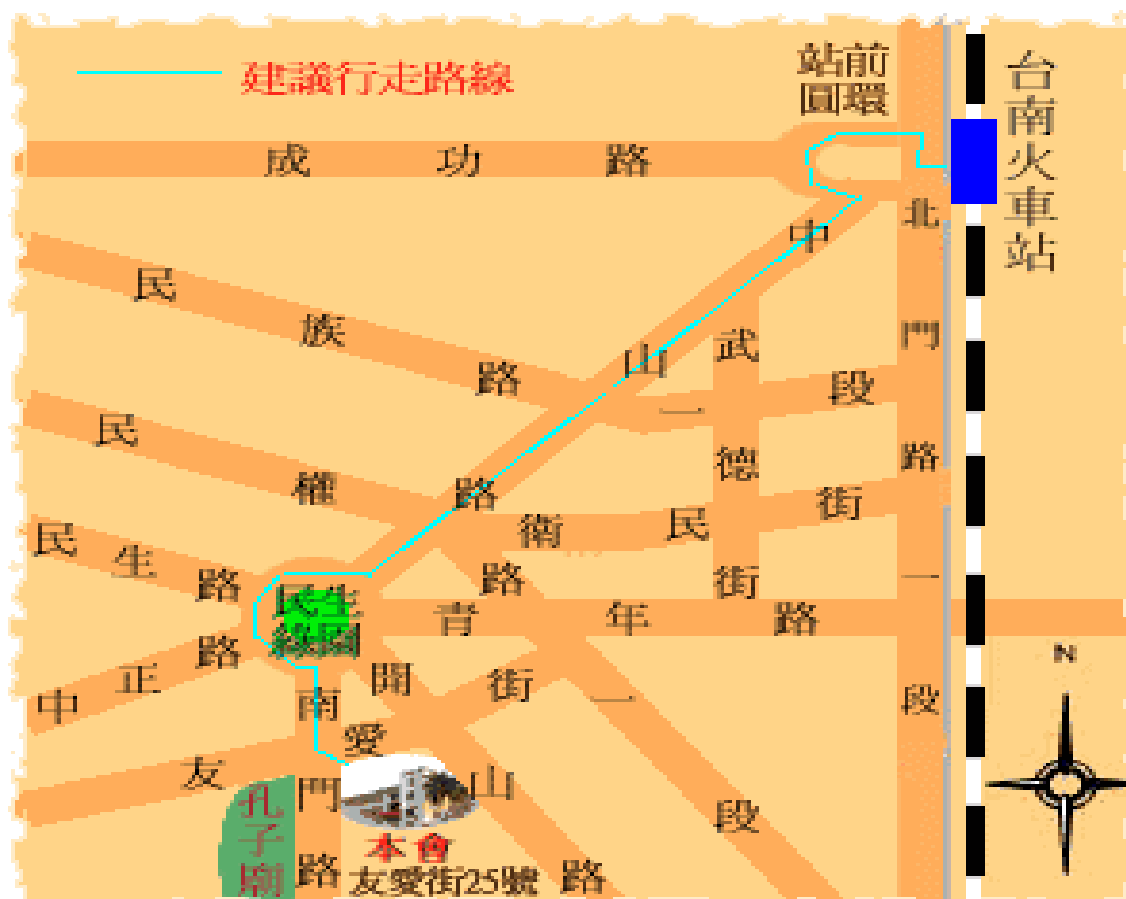 建議行走路線
站前
圓環
台南火車站
成功路
北門路一段
中山路
民族路一段
武德街
民權路一段
衛民街
民生路
民生
綠園
青年路
中正路
南門路
開山路
友愛街
孔子廟
本會
友愛街25號
N